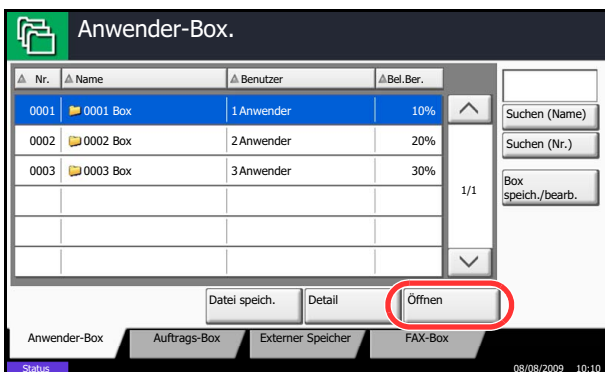 Anwender-Box.
Nr. Name Benutzer Bel.Ber.
0001 0001 Box 1 Anwender 10%
0002 0002 Box 2 Anwender 20%
0003 0003 Box 3 Anwender 30%
1/1
Suchen (Name)
Suchen (Nr.)
Box
speich./bearb.
Datei speich. Detail Öffnen
Anwender-Box Auftrags-Box Externer Speicher FAX-Box
Status 08/08/2009 10:10